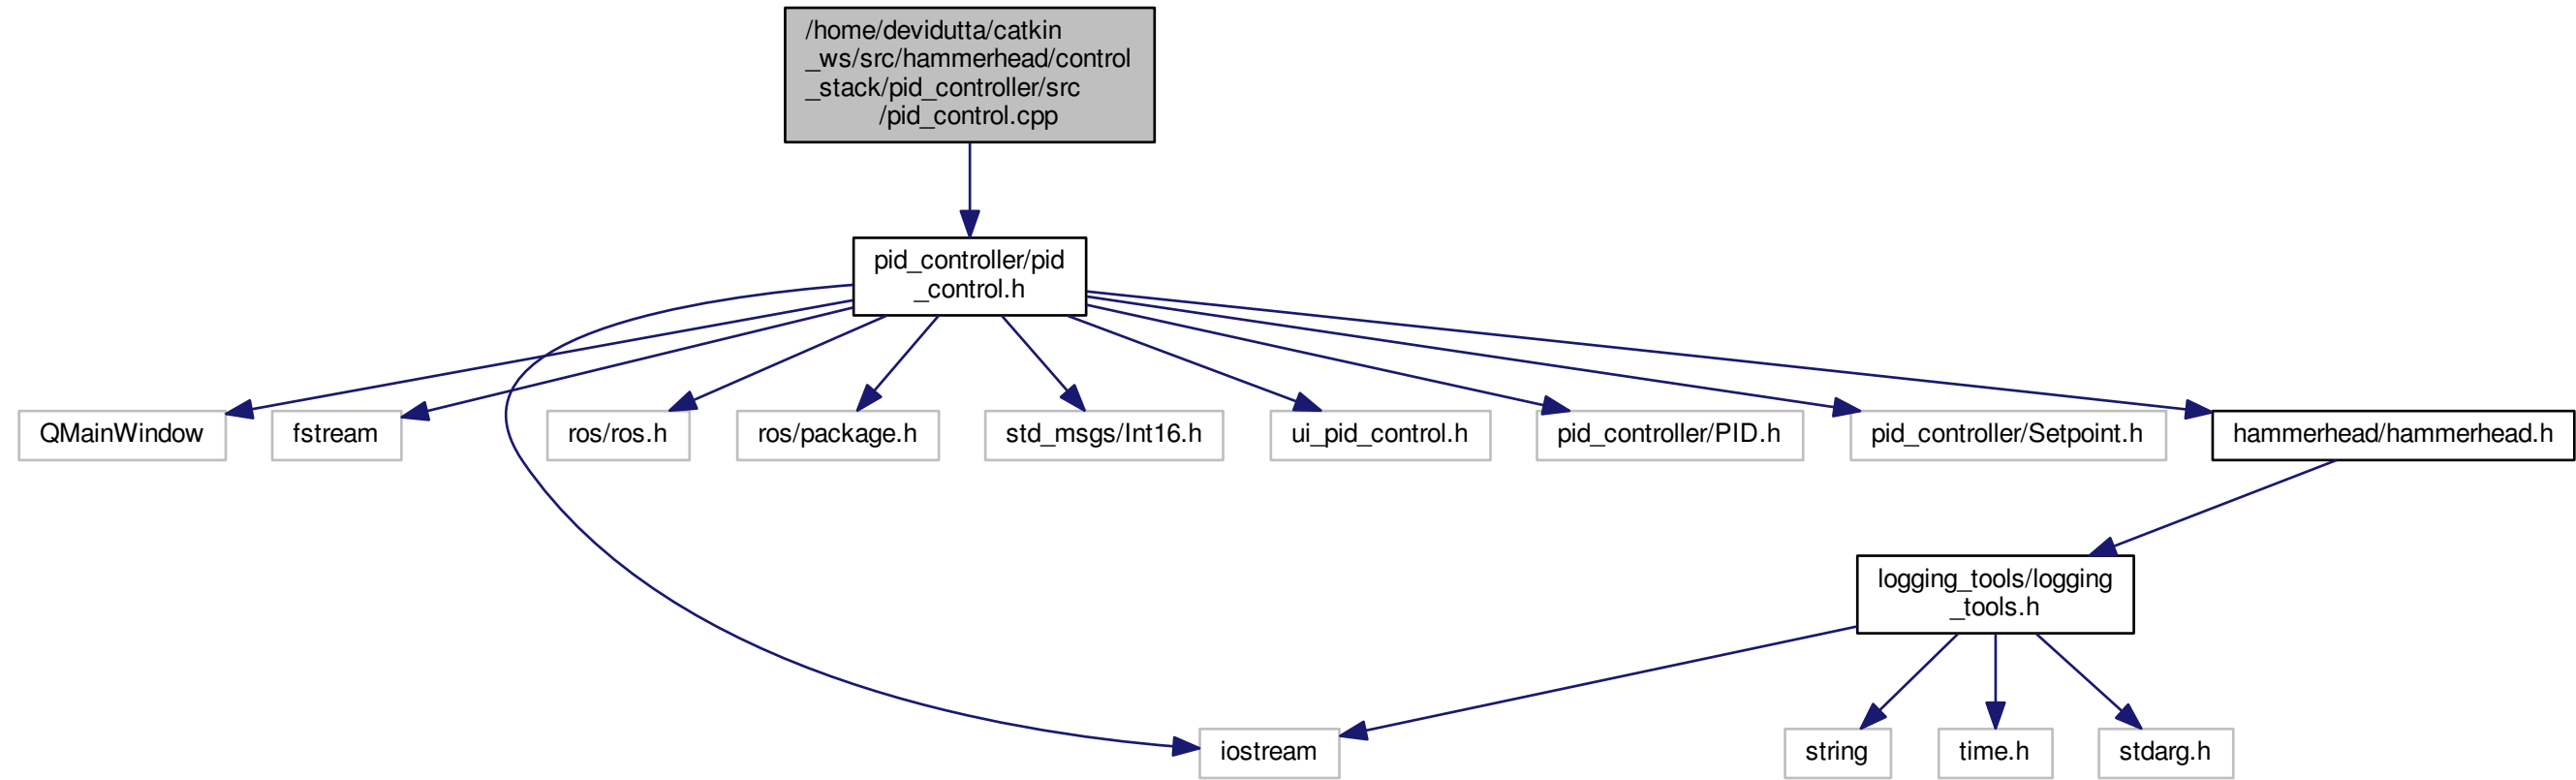 /home/devidutta/catkin
_ws/src/hammerhead/control
_stack/pid_controller/src
/pid_control.cpp
pid_controller/pid
_control.h
QMainWindow
fstream
ros/ros.h
ros/package.h
std_msgs/Int16.h
ui_pid_control.h
pid_controller/PID.h
pid_controller/Setpoint.h
hammerhead/hammerhead.h
logging_tools/logging
_tools.h
iostream
string
time.h
stdarg.h